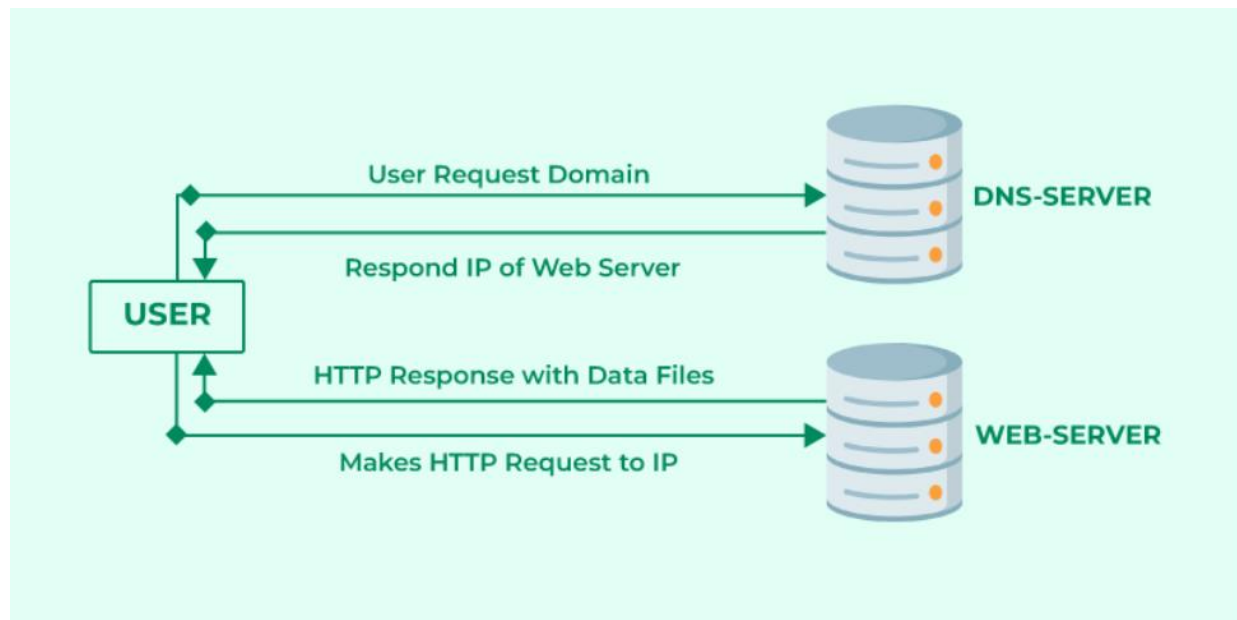 User Request Domain
DNS-SERVER
Respond IP of Web Server
USER
HTTP Response with Data Files
WEB-SERVER
Makes HTTP Request to IP